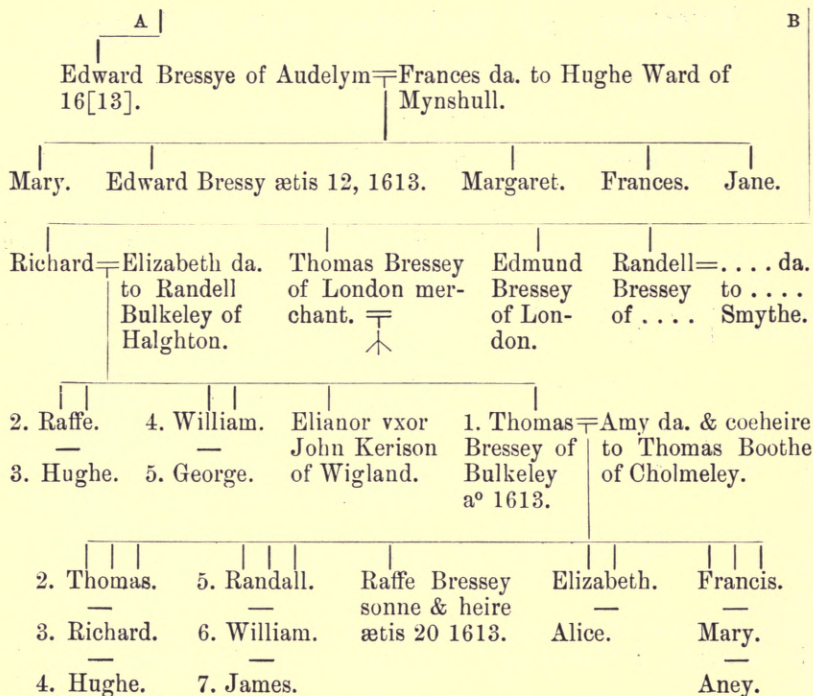 A B
Edward Bressye of Audelym Frances da. to Hughe Ward of
16[13]. Mynshull.
Mary. Edward Bressy ætis 12, 1613. Margaret. Frances. Jane.
Richard Elizabeth da. Thomas Bressey Edmund Randell=.... da.
to Randell of London mer- Bressey Bressey to ....
Bulkeley of chant. of Lon- of .... Smythe.
Halghton. don.
2. Raffe. 4. William. Elianor vxor 1. Thomas Amy da. & coeheire
— — John Kerison Bressey of to Thomas Boothe
3. Hughe. 5. George. of Wigland. Bulkeley of Cholmeley.
aº 1613.
2. Thomas. 5. Randall. Raffe Bressey Elizabeth. Francis.
— — sonne & heire — —
3. Richard. 6. William. ætis 20 1613. Alice. Mary.
— — —
4. Hughe. 7. James. Aney.